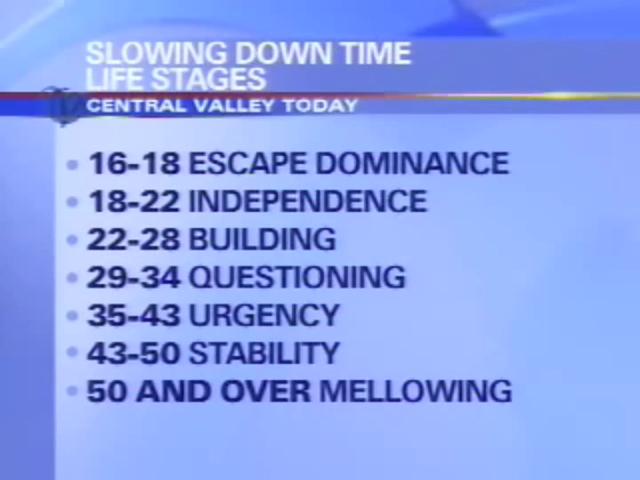 SLOWING DOWN TIME
LIFE STAGES
CENTRAL VALLEY TODAY
• 16-18 ESCAPE DOMINANCE
• 18-22 INDEPENDENCE
• 22-28 BUILDING
• 29-34 QUESTIONING
• 35-43 URGENCY
• 43-50 STABILITY
• 50 AND OVER MELLOWING